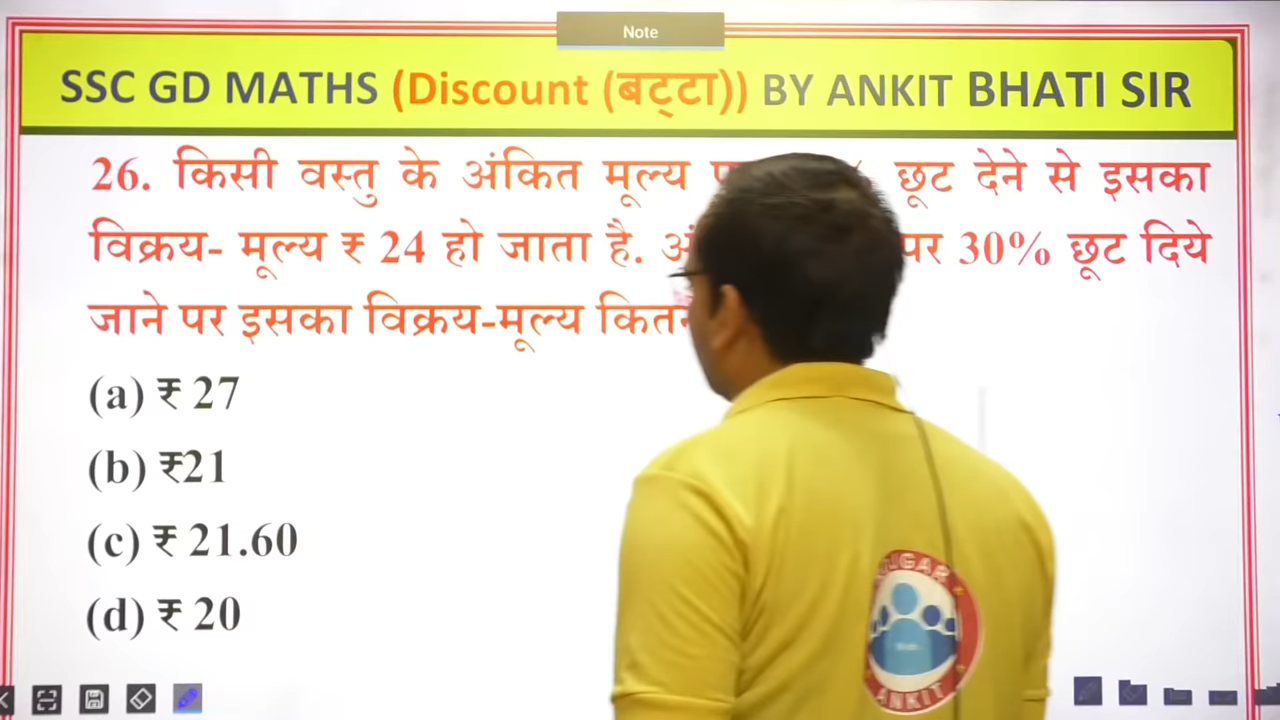 Note
SSC GD MATHS (Discount (बट्टा)) BY ANKIT BHATI SIR
26. किसी वस्तु के अंकित मूल्य छूट देने से इसका
विक्रय- मूल्य ₹ 24 हो जाता है. पर 30% छूट दिये
जाने पर इसका विक्रय-मूल्य
(a) ₹ 27
(b) ₹21
(c) ₹ 21.60
(d) ₹ 20
ANKIT